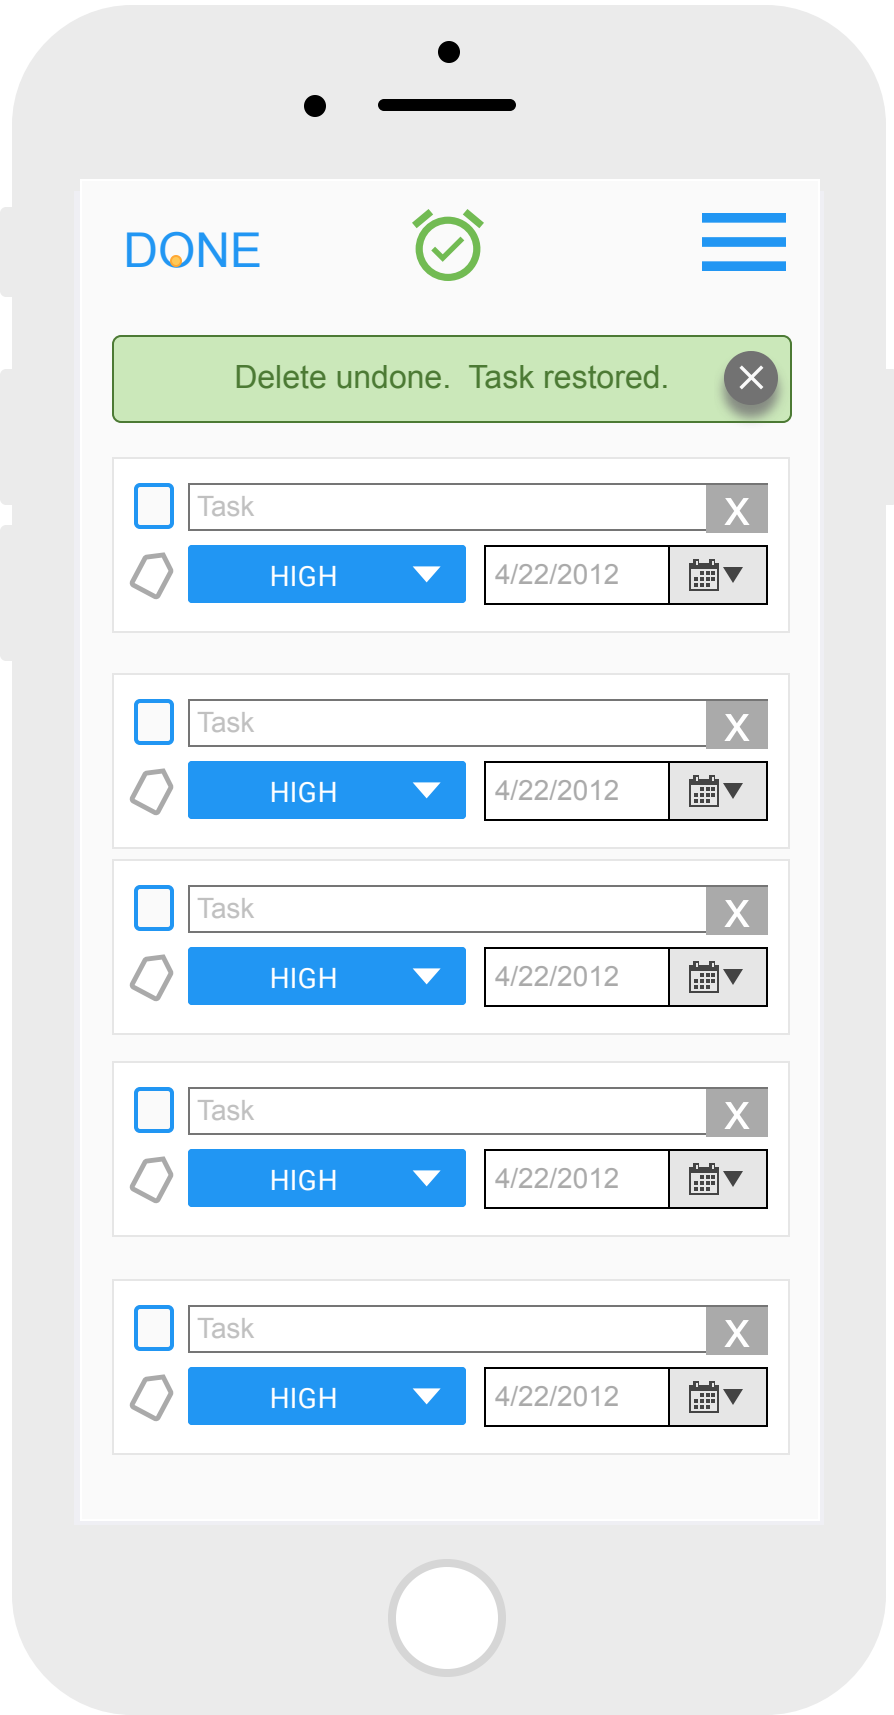 DONE
Delete undone.  Task restored.
Task X
HIGH 4/22/2012
Task X
HIGH 4/22/2012
Task X
HIGH 4/22/2012
Task X
HIGH 4/22/2012
Task X
HIGH 4/22/2012